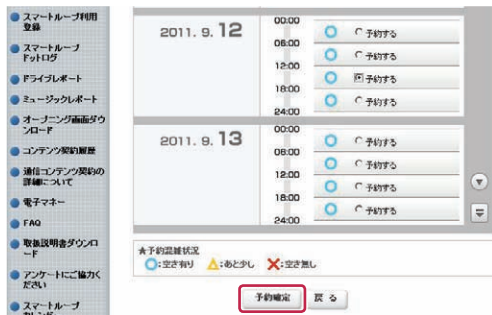 スマートループ利用
登録
スマートループ
ドットログ
ドライブレポート
ミュージックレポート
オープニング画面ダウ
ンロード
コンテンツ契約履歴
通信コンテンツ契約の
詳細について
電子マネー
FAQ
取扱説明書ダウンロ
ード
アンケートにご協力く
ださい
スマートループ
2011. 9. 12
00:00
06:00
12:00
18:00
24:00
予約する
予約する
予約する
予約する
2011. 9. 13
00:00
06:00
12:00
18:00
24:00
予約する
予約する
予約する
予約する
★予約混雑状況
:空き有り :あと少し :空き無し
予約確定 戻る